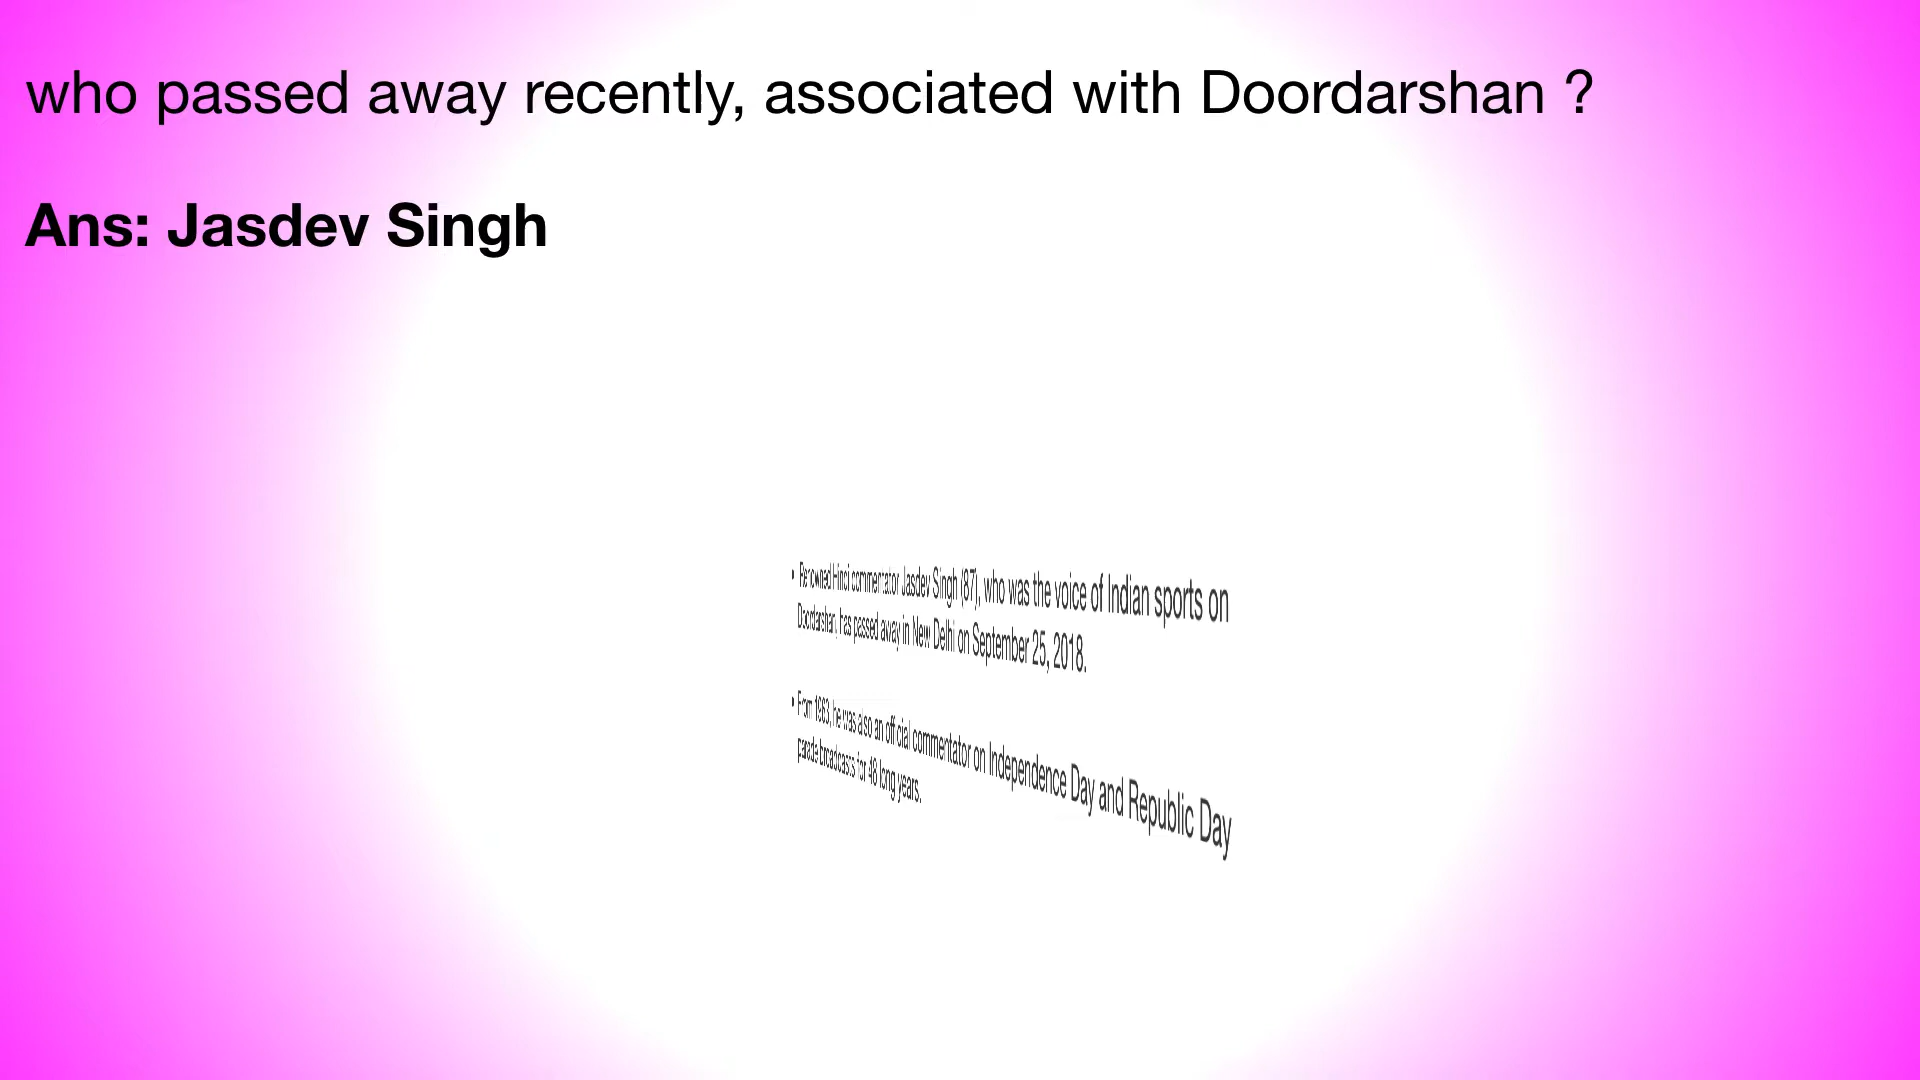 who passed away recently, associated with Doordarshan ?
Ans: Jasdev Singh
• Renowned Hindi commentator Jasdev Singh (87), who was the voice of Indian sports on
Doordarshan, has passed away in New Delhi on September 25, 2018.
• From 1963, he was also an official commentator on Independence Day and Republic Day
parade broadcasts for 48 long years.